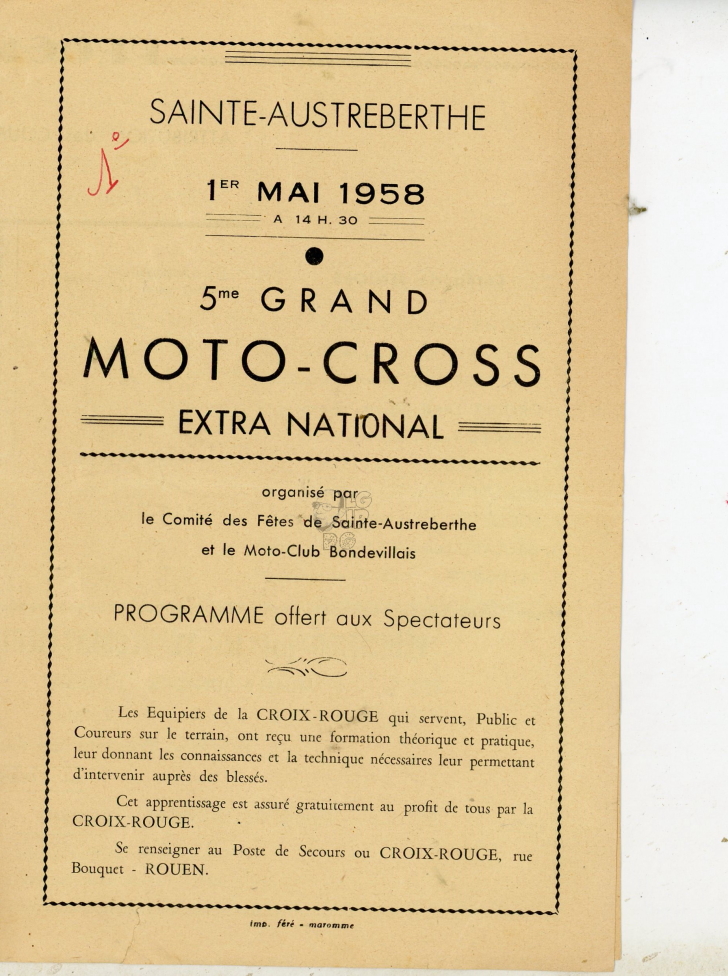 SAINTE-AUSTREBERTHE
1ER MAI 1958
A 14 H. 30
5me GRAND
MOTO-CROSS
EXTRA NATIONAL
organisé par
le Comité des Fêtes de Sainte-Austreberthe
et le Moto-Club Bondevillais
PROGRAMME offert aux Spectateurs
Les Equipiers de la CROIX-ROUGE qui servent, Public et
Coureurs sur le terrain, ont reçu une formation théorique et pratique,
leur donnant les connaissances et la technique nécessaires leur permettant
d'intervenir auprès des blessés.
Cet apprentissage est assuré gratuitement au profit de tous par la
CROIX-ROUGE.
Se renseigner au Poste de Secours ou CROIX-ROUGE, rue
Bouquet - ROUEN.
imp. féré - maromme